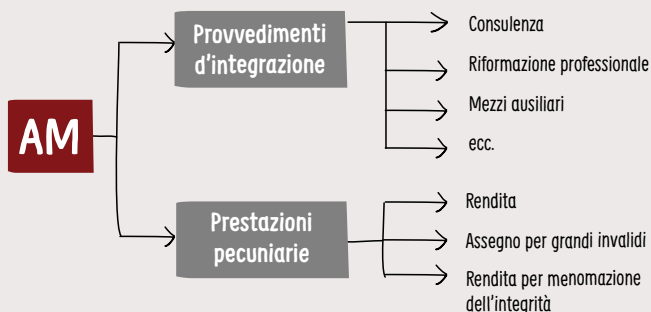 AM
Provvedimenti
d'integrazione
Consulenza
Riformazione professionale
Mezzi ausiliari
ecc.
Prestazioni
pecuniarie
Rendita
Assegno per grandi invalidi
Rendita per menomazione
dell'integrità